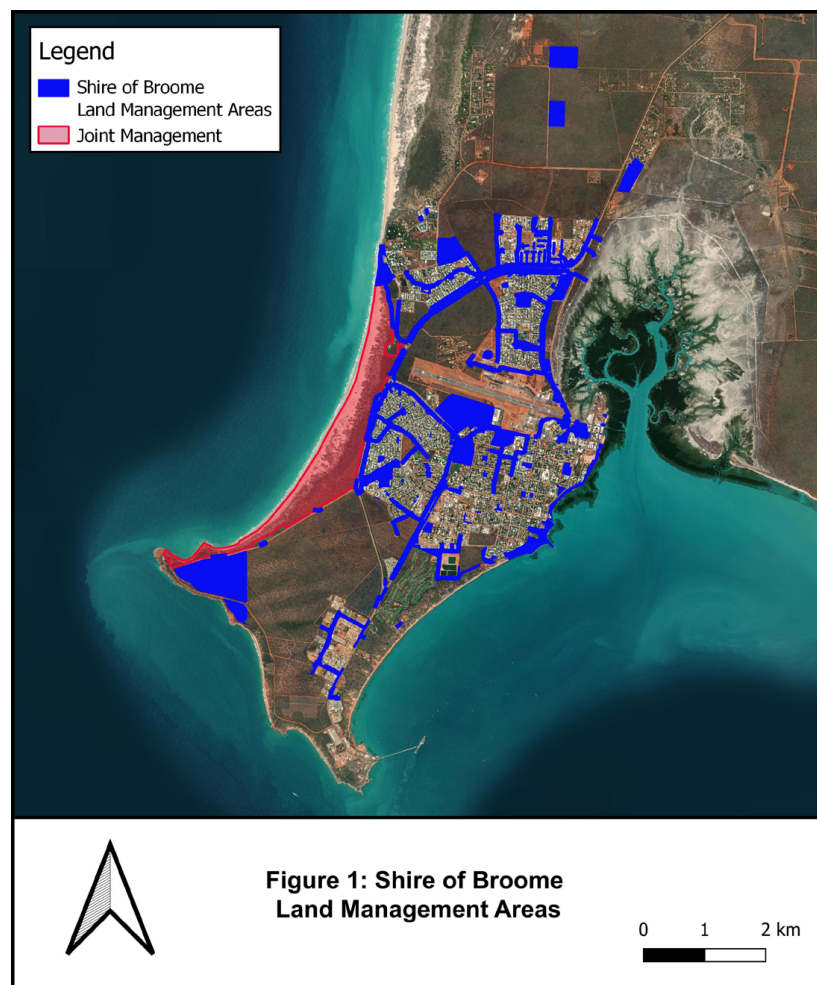 Legend
Shire of Broome
Land Management Areas
Joint Management
Figure 1: Shire of Broome
Land Management Areas
0 1 2 km